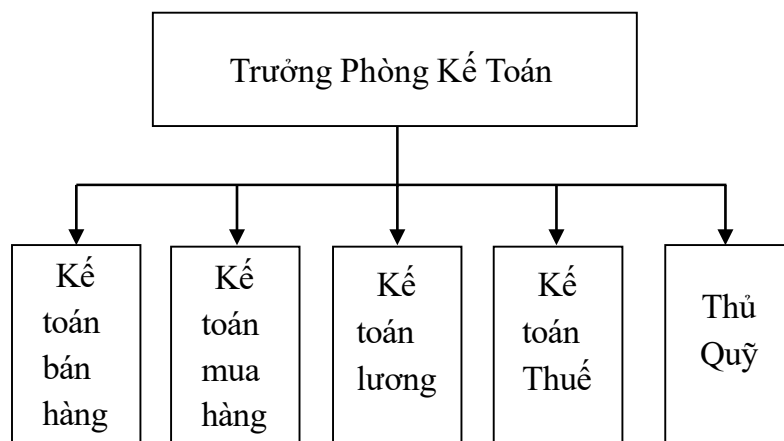 Trưởng Phòng Kế Toán
Kế
toán
bán
hàng
Kế
toán
mua
hàng
Kế
toán
lương
Kế
toán
Thuế
Thủ
Quỹ